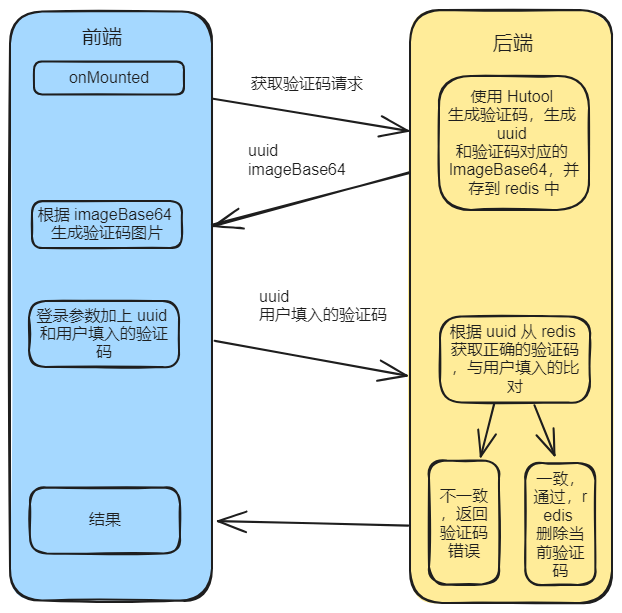 前端
onMounted
获取验证码请求
后端
使用 Hutool
生成验证码，生成
uuid
和验证码对应的
ImageBase64，并
存到 redis 中
uuid
imageBase64
根据 imageBase64
生成验证码图片
登录参数加上 uuid
和用户填入的验证
码
uuid
用户填入的验证码
根据 uuid 从 redis
获取正确的验证码
，与用户填入的比
对
不一致
，返回
验证码
错误
一致，
通过，r
edis
删除当
前验证
码
结果